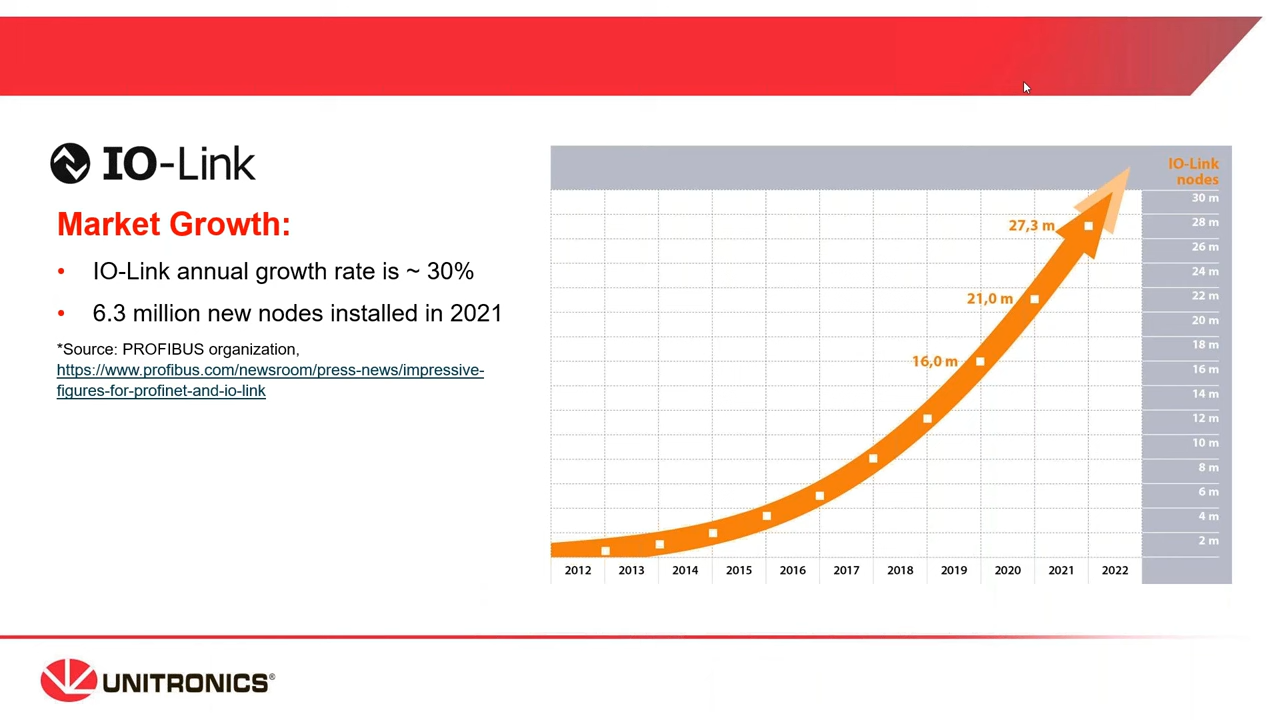 IO-Link
Market Growth:
• IO-Link annual growth rate is ~ 30%
• 6.3 million new nodes installed in 2021
*Source: PROFIBUS organization,
https://www.profibus.com/newsroom/press-news/impressive-
figures-for-profinet-and-io-link
IO-Link
nodes
30 m
27,3 m
28 m
26 m
24 m
21,0 m
22 m
20 m
18 m
16,0 m
16 m
14 m
12 m
10 m
8 m
6 m
4 m
2 m
2012 2013 2014 2015 2016 2017 2018 2019 2020 2021 2022
UNITRONICS®